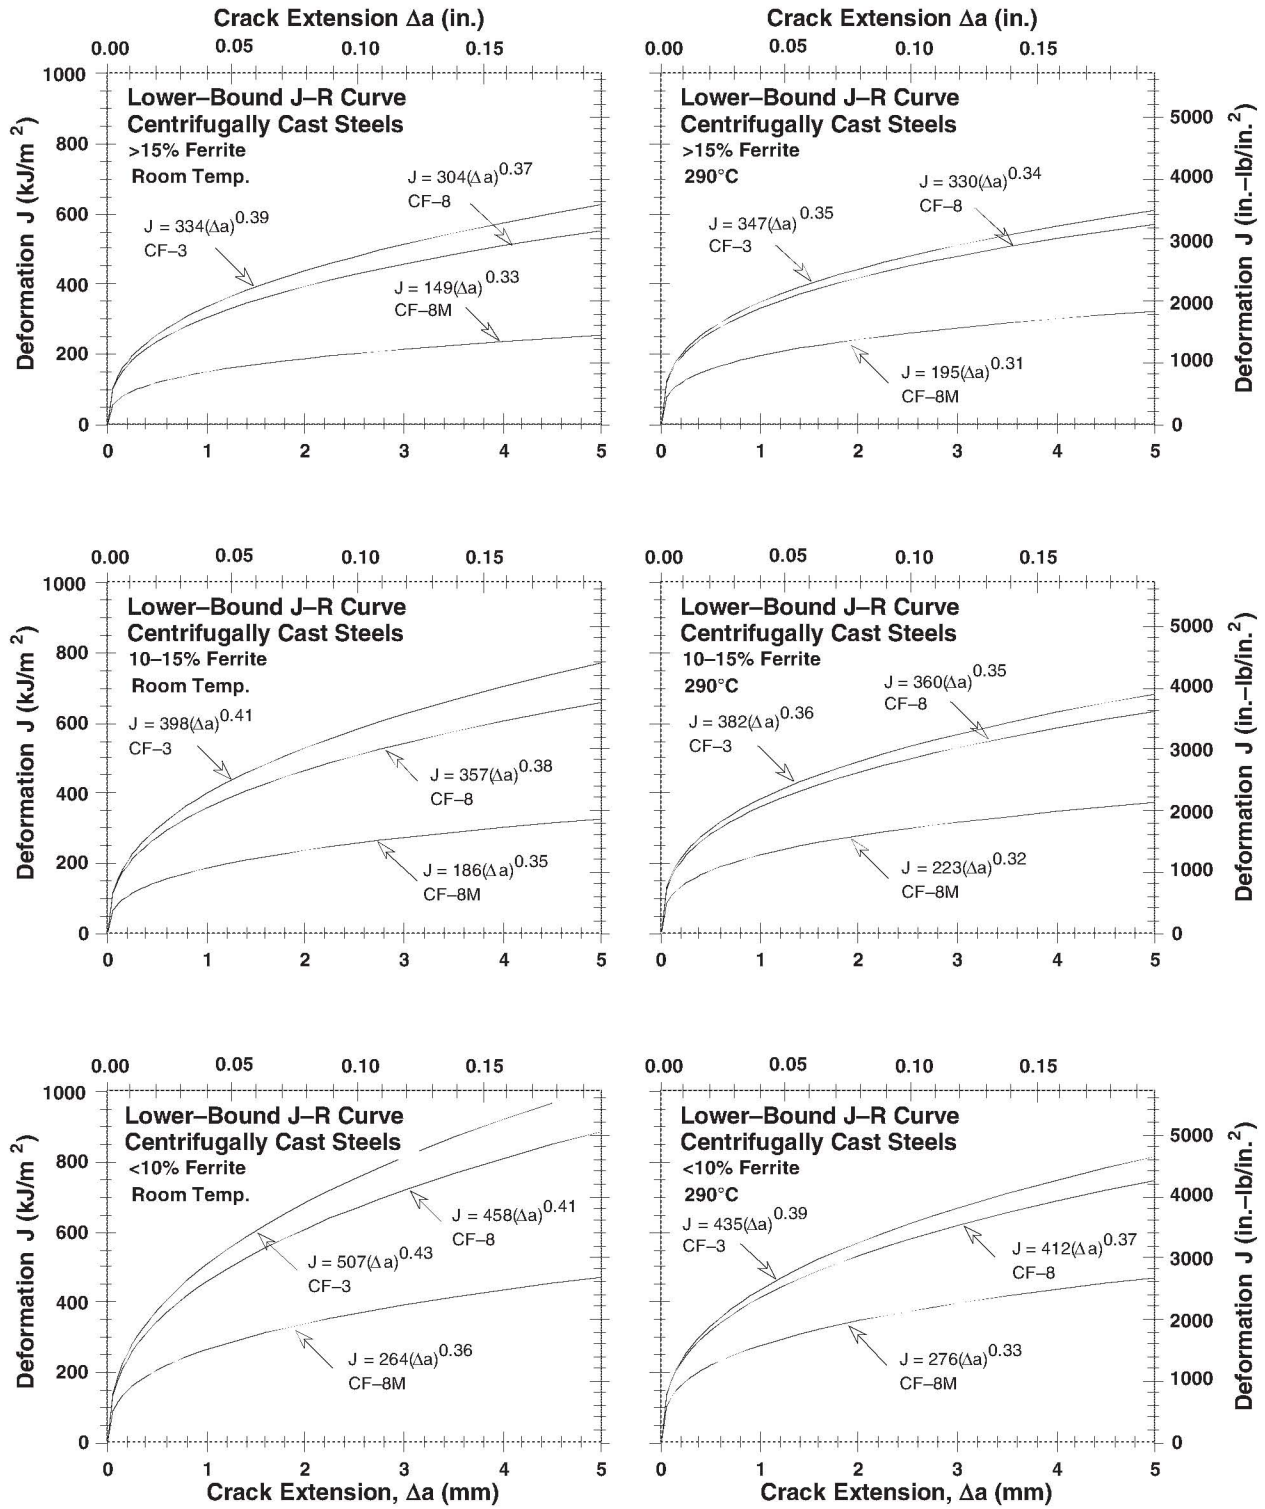 Crack Extension Δa (in.)
0.00 0.05 0.10 0.15
1000
800
600
400
200
0
Deformation J (kJ/m²)
Lower–Bound J–R Curve
Centrifugally Cast Steels
>15% Ferrite
Room Temp.
J = 304(Δa)^0.37
CF–8
J = 334(Δa)^0.39
CF–3
J = 149(Δa)^0.33
CF–8M
0 1 2 3 4 5
Crack Extension Δa (in.)
0.00 0.05 0.10 0.15
Lower–Bound J–R Curve
Centrifugally Cast Steels
>15% Ferrite
290°C
J = 330(Δa)^0.34
CF–8
J = 347(Δa)^0.35
CF–3
J = 195(Δa)^0.31
CF–8M
5000
4000
3000
2000
1000
0
Deformation J (in.–lb/in.²)
0 1 2 3 4 5
0.00 0.05 0.10 0.15
1000
800
600
400
200
0
Deformation J (kJ/m²)
Lower–Bound J–R Curve
Centrifugally Cast Steels
10–15% Ferrite
Room Temp.
J = 398(Δa)^0.41
CF–3
J = 357(Δa)^0.38
CF–8
J = 186(Δa)^0.35
CF–8M
0 1 2 3 4 5
0.00 0.05 0.10 0.15
Lower–Bound J–R Curve
Centrifugally Cast Steels
10–15% Ferrite
290°C
J = 360(Δa)^0.35
CF–8
J = 382(Δa)^0.36
CF–3
J = 223(Δa)^0.32
CF–8M
5000
4000
3000
2000
1000
0
Deformation J (in.–lb/in.²)
0 1 2 3 4 5
0.00 0.05 0.10 0.15
1000
800
600
400
200
0
Deformation J (kJ/m²)
Lower–Bound J–R Curve
Centrifugally Cast Steels
<10% Ferrite
Room Temp.
J = 458(Δa)^0.41
CF–8
J = 507(Δa)^0.43
CF–3
J = 264(Δa)^0.36
CF–8M
0 1 2 3 4 5
Crack Extension, Δa (mm)
0.00 0.05 0.10 0.15
Lower–Bound J–R Curve
Centrifugally Cast Steels
<10% Ferrite
290°C
J = 435(Δa)^0.39
CF–3
J = 412(Δa)^0.37
CF–8
J = 276(Δa)^0.33
CF–8M
5000
4000
3000
2000
1000
0
Deformation J (in.–lb/in.²)
0 1 2 3 4 5
Crack Extension, Δa (mm)